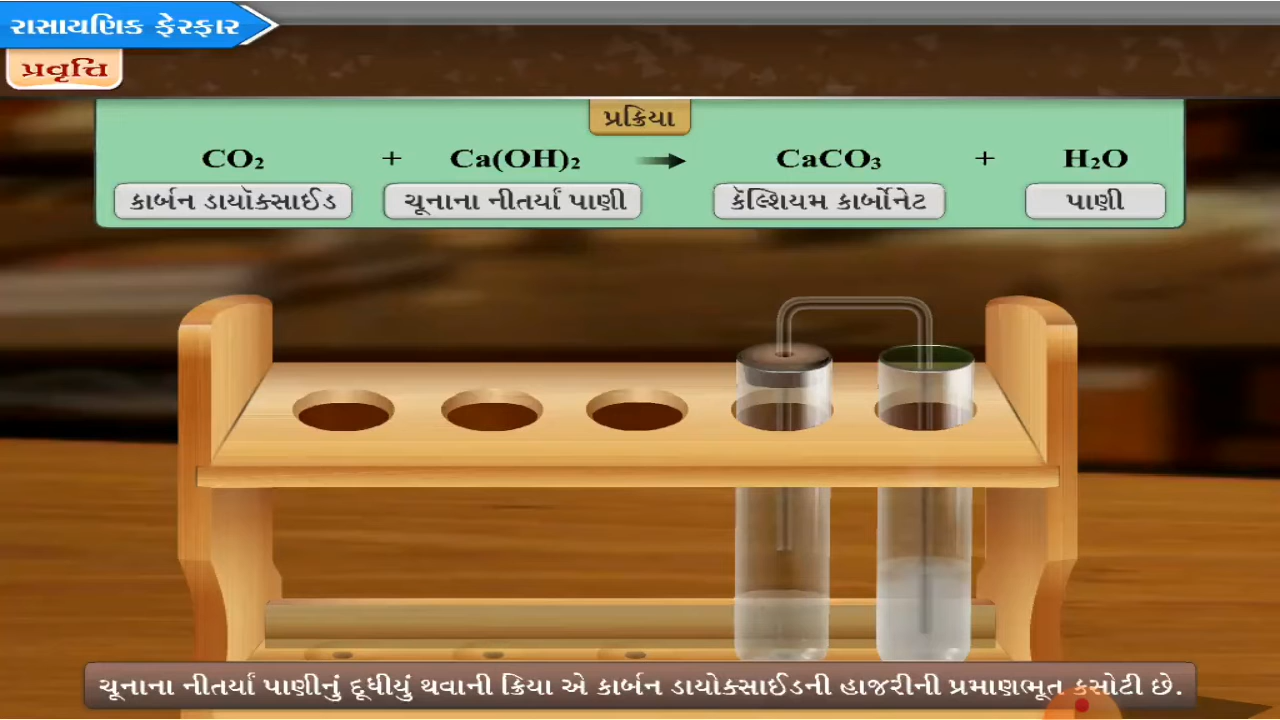 રાસાયણિક ફેરફાર
પ્રવૃત્તિ
પ્રક્રિયા
CO₂ + Ca(OH)₂ → CaCO₃ + H₂O
કાર્બન ડાયૉક્સાઈડ ચૂનાના નીતર્યાં પાણી કૅલ્શિયમ કાર્બોનેટ પાણી
ચૂનાના નીતર્યાં પાણીનું દૂધીયું થવાની ક્રિયા એ કાર્બન ડાયોક્સાઈડની હાજરીની પ્રમાણભૂત કસોટી છે.